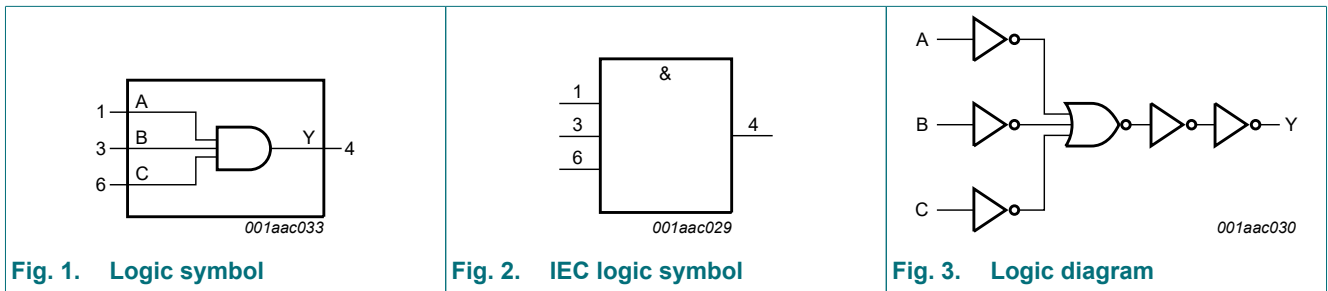 1
A
3
B
6
C
Y
4
001aac033
Fig. 1. Logic symbol
&
1
3
6
4
001aac029
Fig. 2. IEC logic symbol
A
B
C
Y
001aac030
Fig. 3. Logic diagram